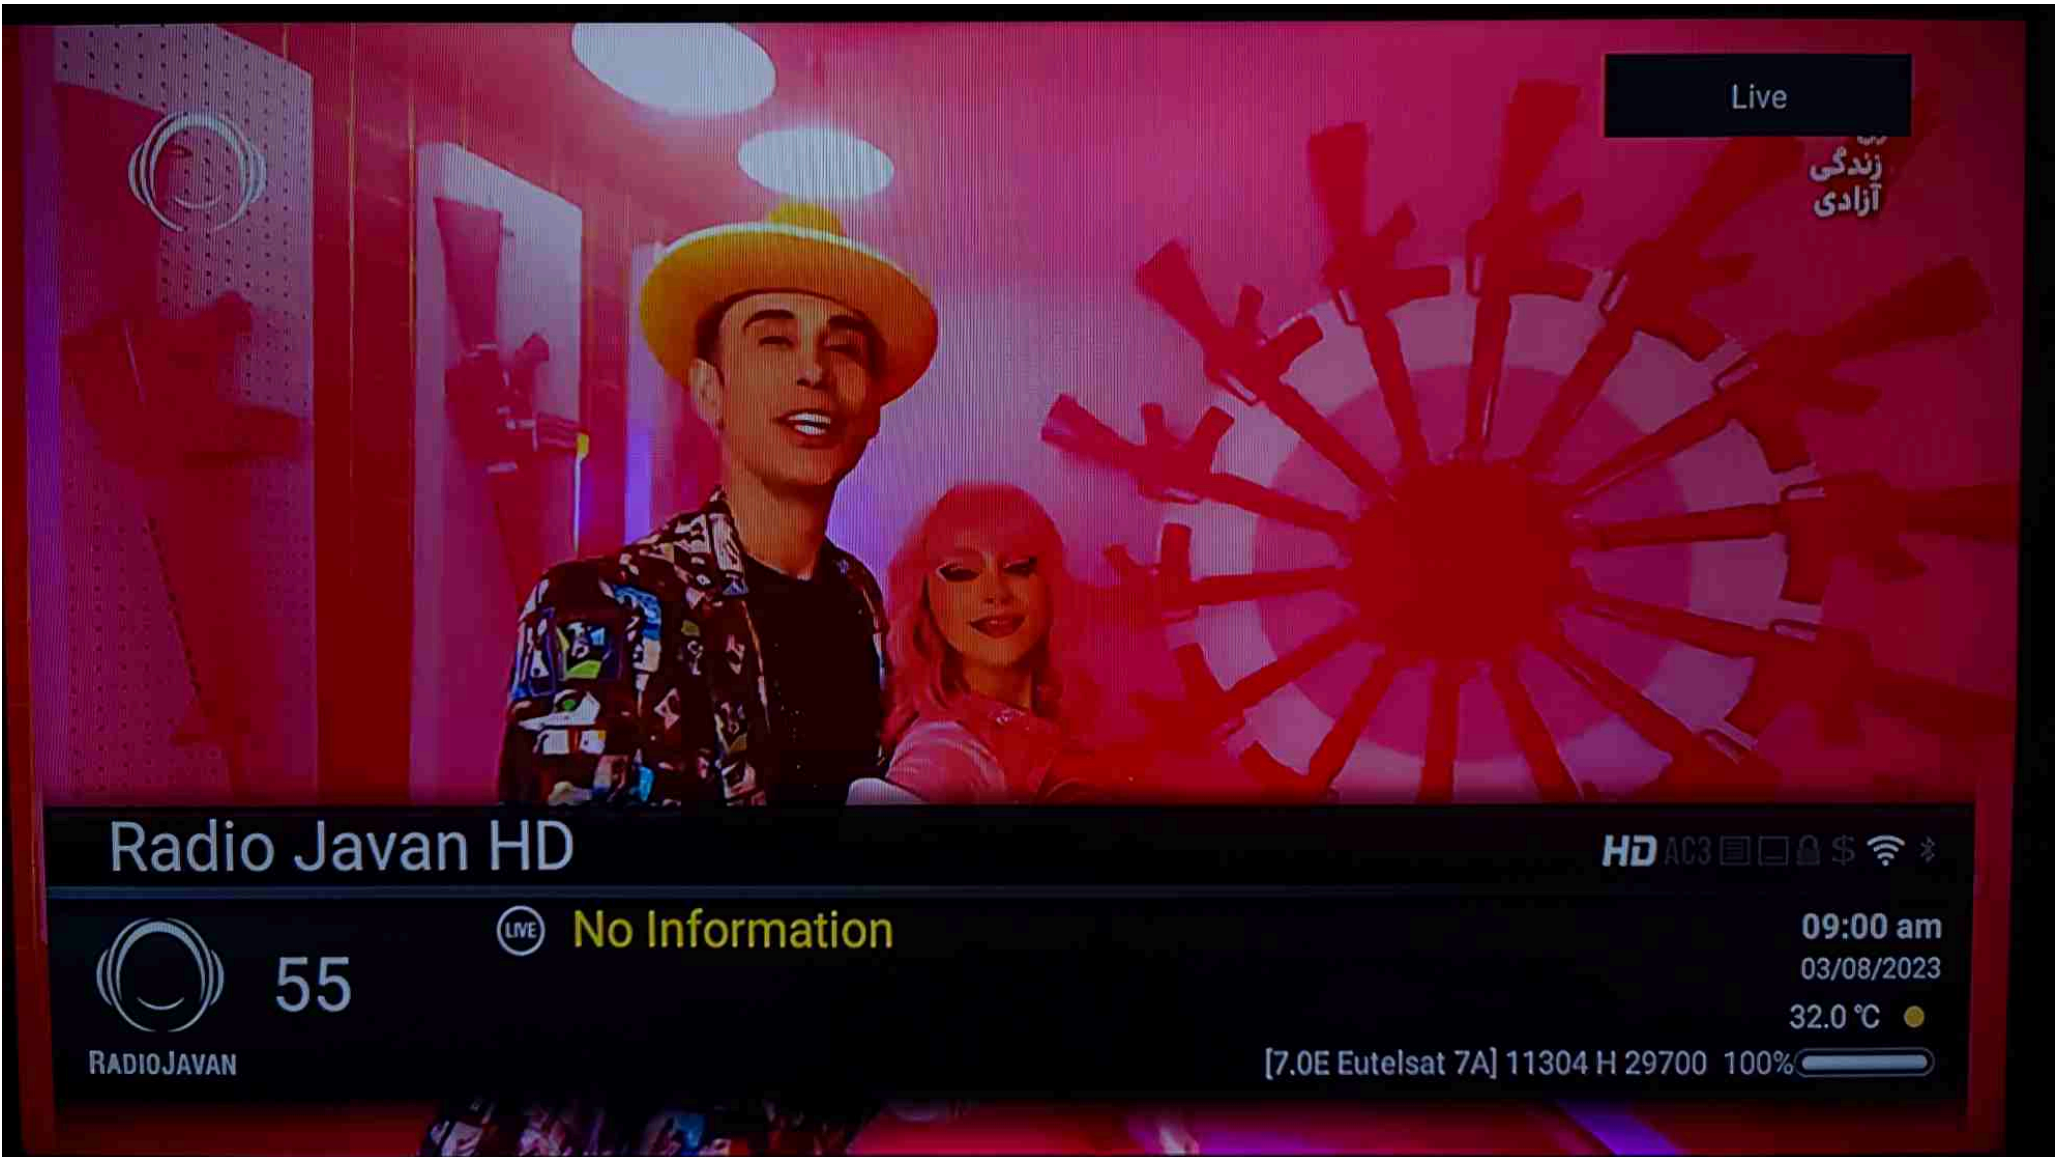 Live
زندگی
آزادی
Radio Javan HD
HD AC3 $
LIVE No Information
09:00 am
55
03/08/2023
32.0 °C
RADIOJAVAN
[7.0E Eutelsat 7A] 11304 H 29700 100%